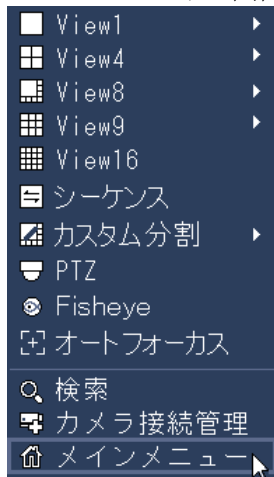 View1
View4
View8
View9
View16
シーケンス
カスタム分割
PTZ
Fisheye
オートフォーカス
検索
カメラ接続管理
メインメニュー